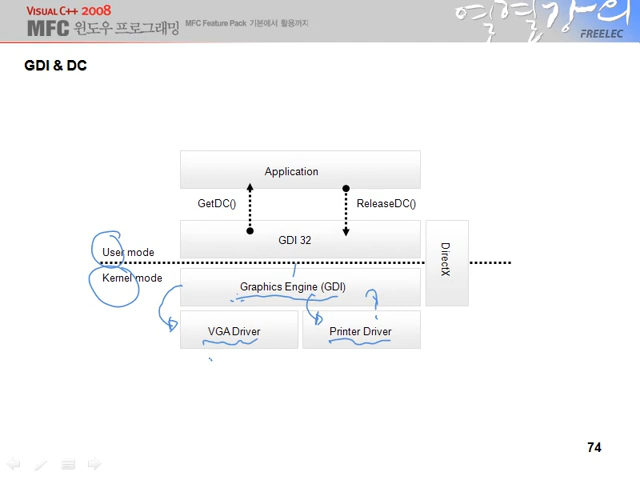 VISUAL C++ 2008
MFC 윈도우 프로그래밍 MFC Feature Pack 기본에서 활용까지
열혈강의
FREELEC
GDI & DC
Application
GetDC()
ReleaseDC()
GDI 32
DirectX
User mode
Kernel mode
Graphics Engine (GDI)
VGA Driver
Printer Driver
74